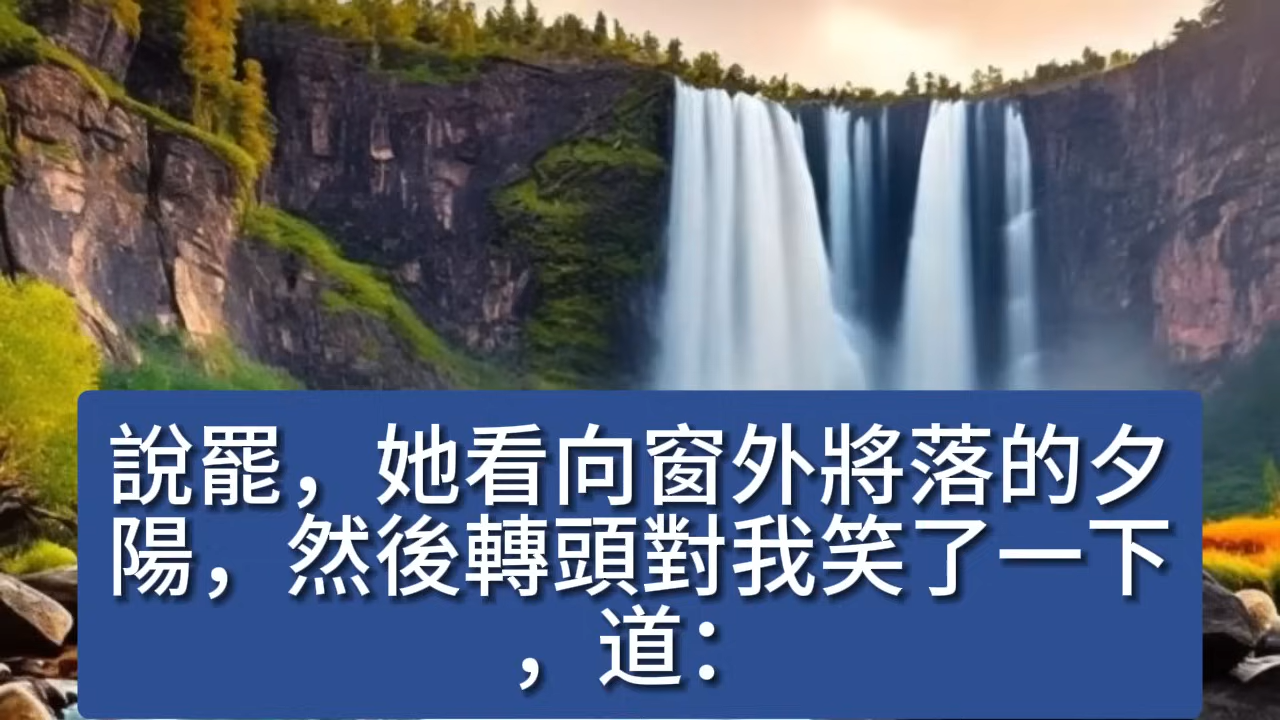 說罷，她看向窗外將落的夕
陽，然後轉頭對我笑了一下
，道：